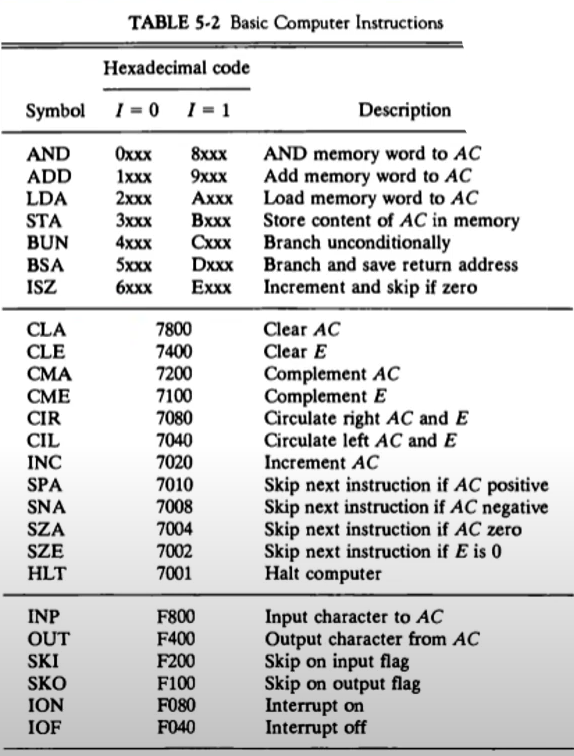 TABLE 5-2 Basic Computer Instructions
Hexadecimal code
Symbol I = 0 I = 1 Description
AND 0xxx 8xxx AND memory word to AC
ADD 1xxx 9xxx Add memory word to AC
LDA 2xxx Axxx Load memory word to AC
STA 3xxx Bxxx Store content of AC in memory
BUN 4xxx Cxxx Branch unconditionally
BSA 5xxx Dxxx Branch and save return address
ISZ 6xxx Exxx Increment and skip if zero
CLA 7800 Clear AC
CLE 7400 Clear E
CMA 7200 Complement AC
CME 7100 Complement E
CIR 7080 Circulate right AC and E
CIL 7040 Circulate left AC and E
INC 7020 Increment AC
SPA 7010 Skip next instruction if AC positive
SNA 7008 Skip next instruction if AC negative
SZA 7004 Skip next instruction if AC zero
SZE 7002 Skip next instruction if E is 0
HLT 7001 Halt computer
INP F800 Input character to AC
OUT F400 Output character from AC
SKI F200 Skip on input flag
SKO F100 Skip on output flag
ION F080 Interrupt on
IOF F040 Interrupt off